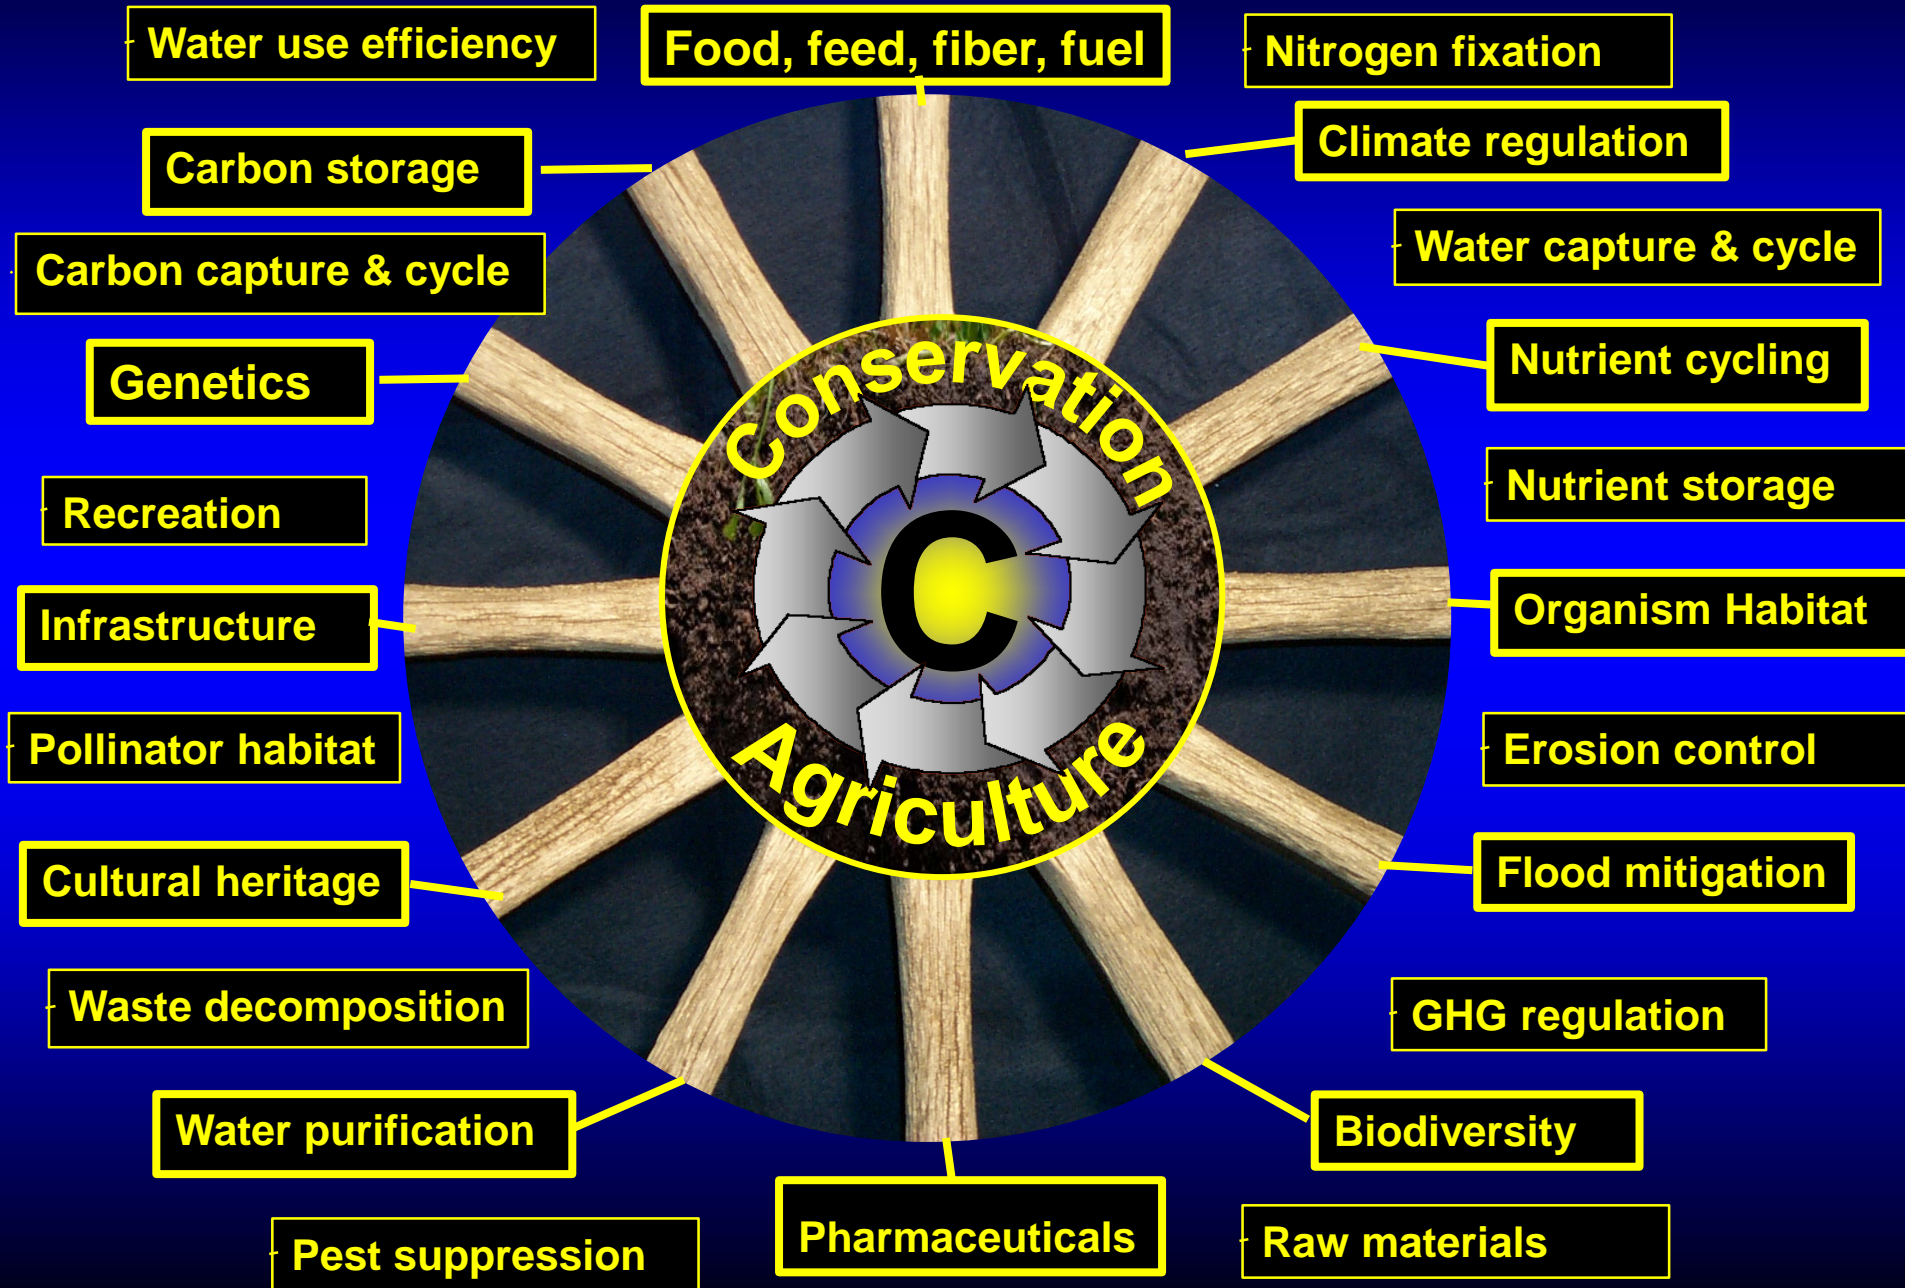 Water use efficiency
Food, feed, fiber, fuel
Nitrogen fixation
Carbon storage
Climate regulation
Carbon capture & cycle
Water capture & cycle
Genetics
Nutrient cycling
Recreation
Nutrient storage
Conservation
C
Agriculture
Infrastructure
Organism Habitat
Pollinator habitat
Erosion control
Cultural heritage
Flood mitigation
Waste decomposition
GHG regulation
Water purification
Biodiversity
Pharmaceuticals
Pest suppression
Raw materials